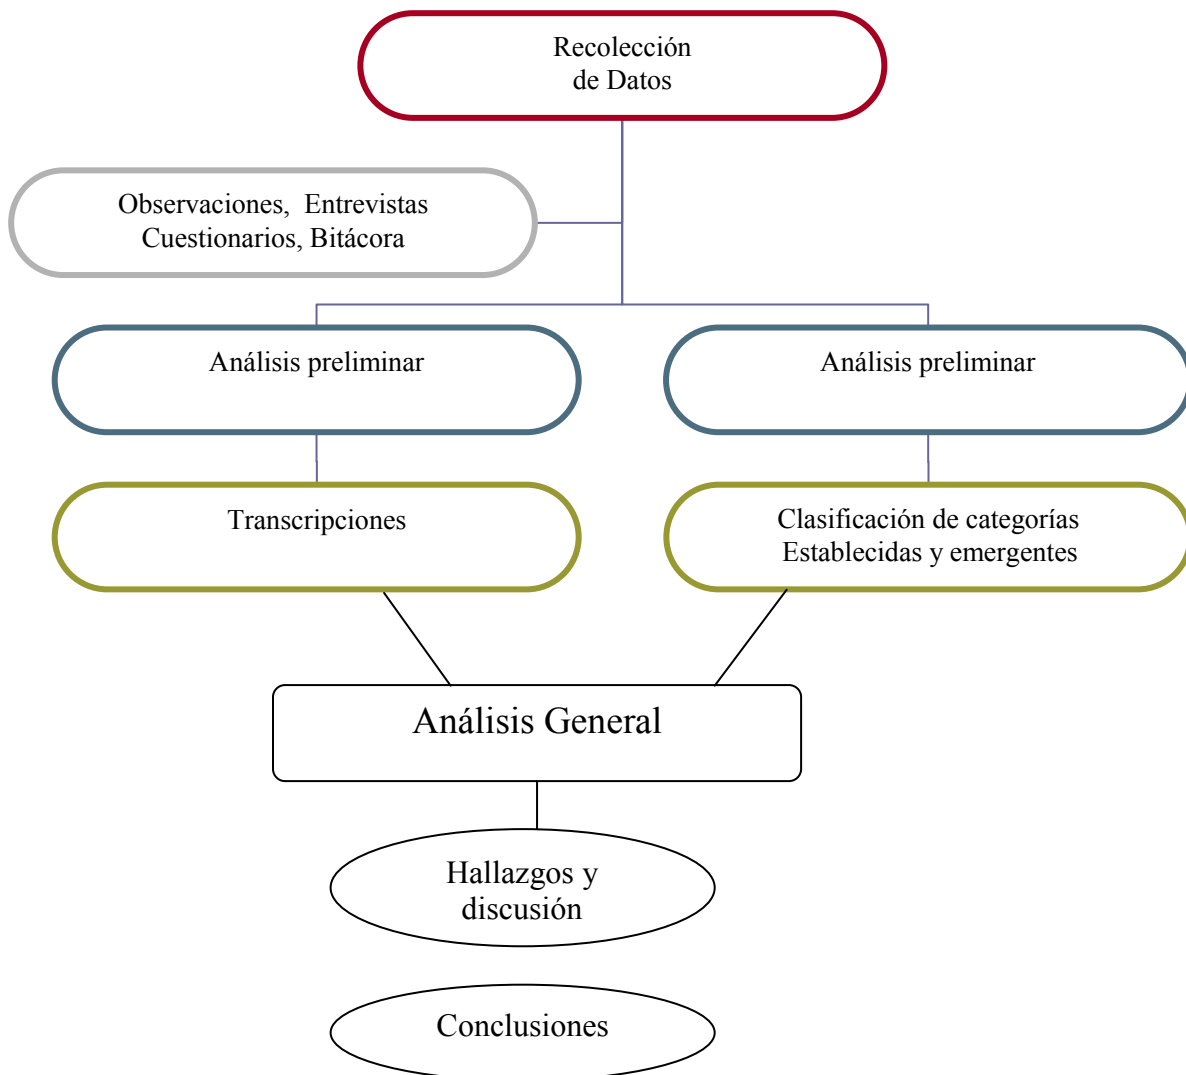 Recolección
de Datos
Observaciones,  Entrevistas
Cuestionarios, Bitácora
Análisis preliminar
Análisis preliminar
Transcripciones
Clasificación de categorías
Establecidas y emergentes
Análisis General
Hallazgos y
discusión
Conclusiones